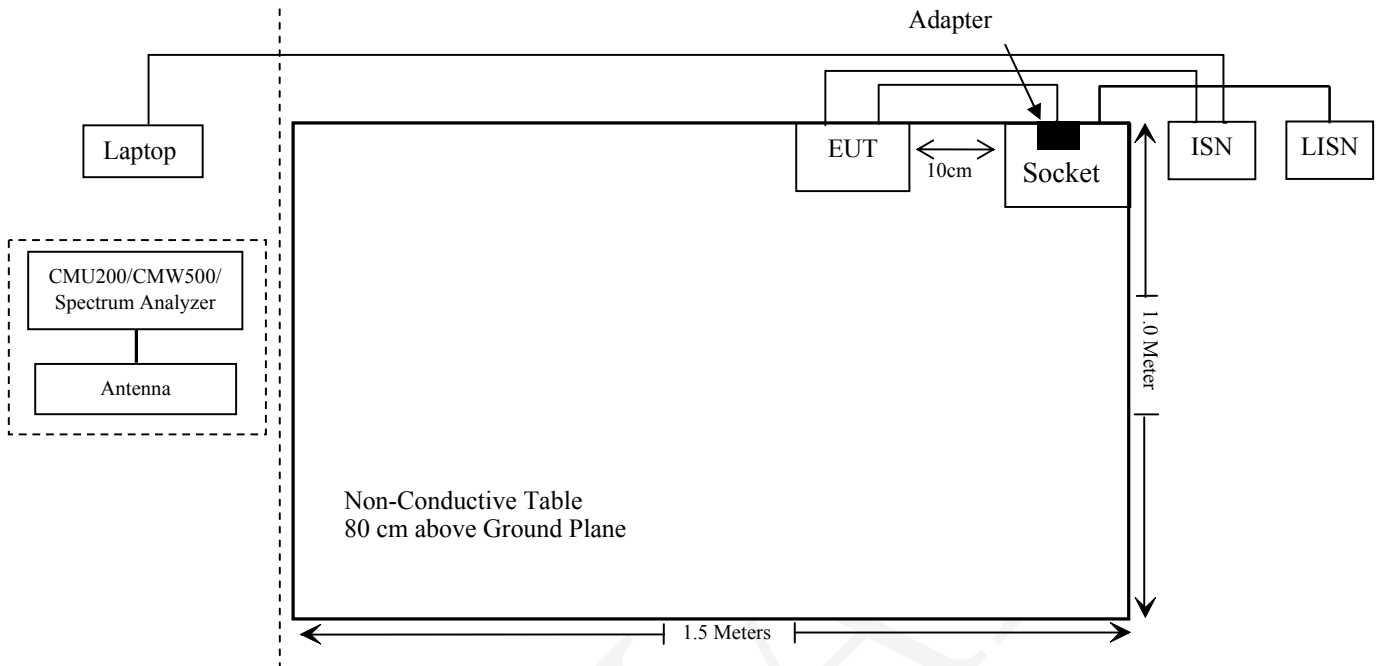 Adapter
Laptop
EUT
10cm
Socket
ISN
LISN
CMU200/CMW500/
Spectrum Analyzer
Antenna
1.0 Meter
Non-Conductive Table
80 cm above Ground Plane
1.5 Meters